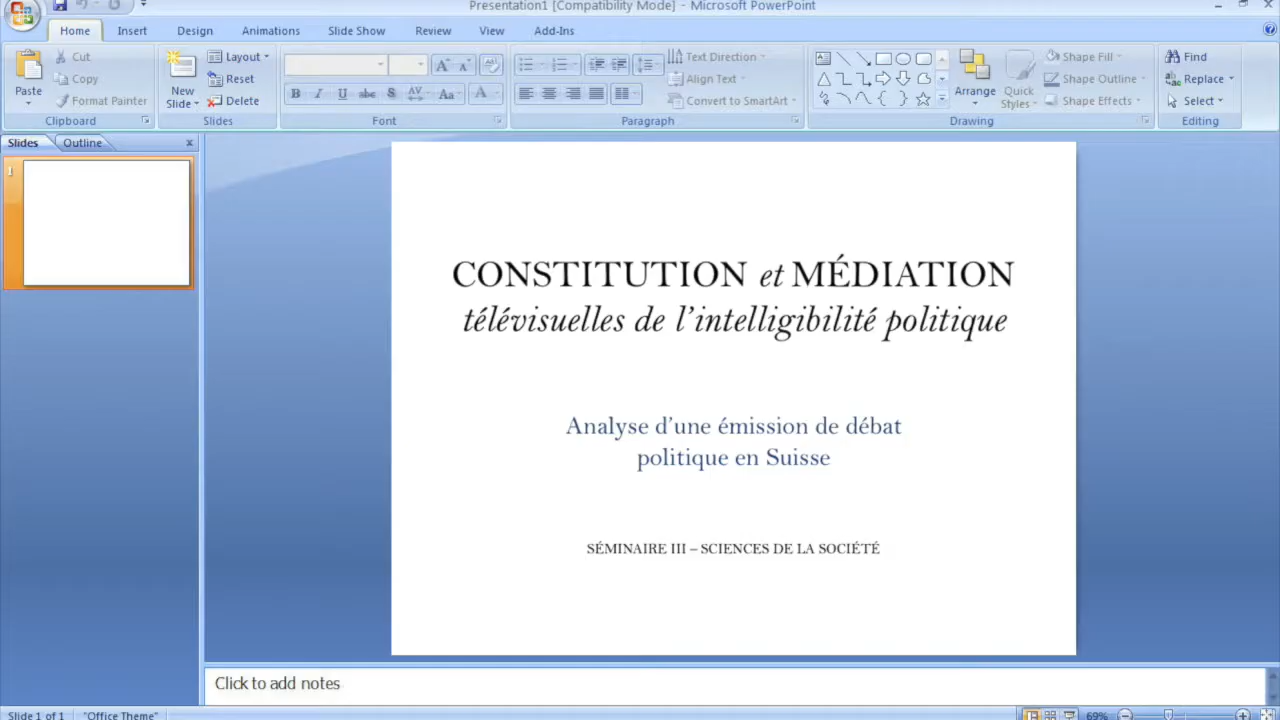 Presentation1 [Compatibility Mode] - Microsoft PowerPoint
Home Insert Design Animations Slide Show Review View Add-Ins
Paste
Cut
Copy
Format Painter
Clipboard
New Slide
Layout
Reset
Delete
Slides
B I U abc S AV Aa A
Font
Text Direction
Align Text
Convert to SmartArt
Paragraph
Arrange
Quick Styles
Shape Fill
Shape Outline
Shape Effects
Drawing
Find
Replace
Select
Editing
Slides Outline
1
CONSTITUTION et MÉDIATION
télévisuelles de l’intelligibilité politique
Analyse d’une émission de débat
politique en Suisse
SÉMINAIRE III – SCIENCES DE LA SOCIÉTÉ
Click to add notes
Slide 1 of 1 "Office Theme" 69%